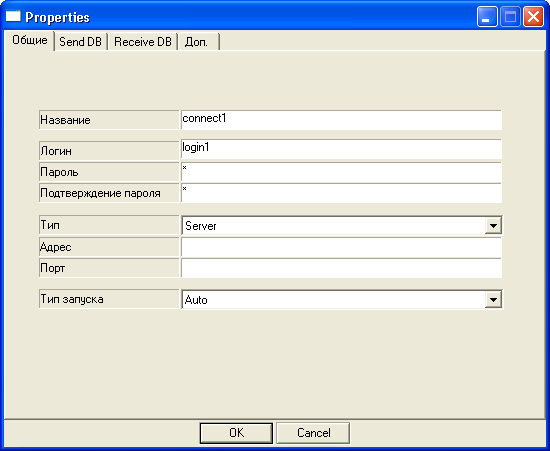 Properties
Общие Send DB Receive DB Доп.
Название connect1
Логин login1
Пароль *
Подтверждение пароля *
Тип Server
Адрес
Порт
Тип запуска Auto
OK Cancel